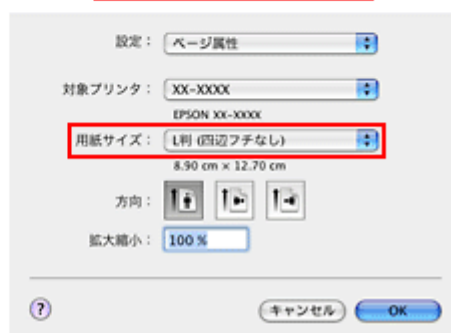 設定： ページ属性
対象プリンタ： XX-XXXX
EPSON XX-XXXX
用紙サイズ： L判 (四辺フチなし)
8.90 cm × 12.70 cm
方向：
拡大縮小： 100 %
? キャンセル OK